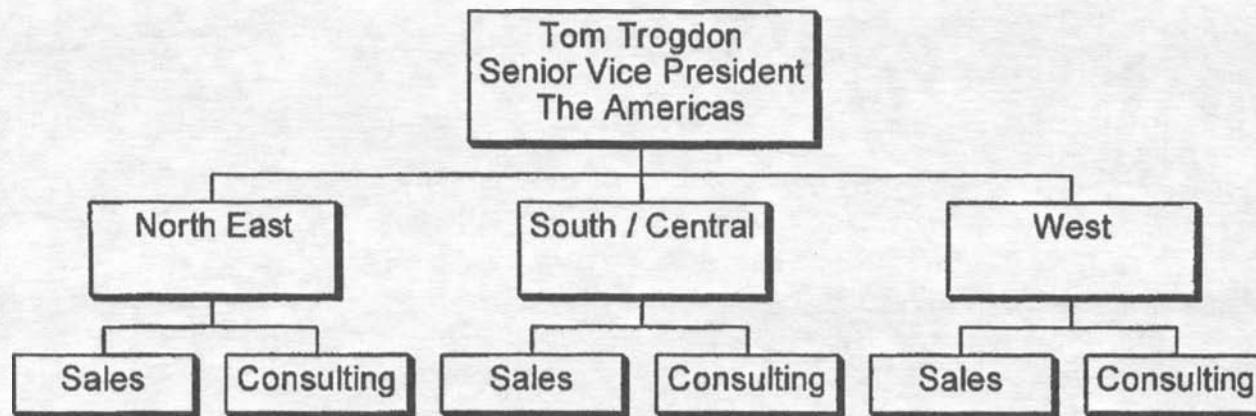 Tom Trogdon
Senior Vice President
The Americas
North East
South / Central
West
Sales
Consulting
Sales
Consulting
Sales
Consulting